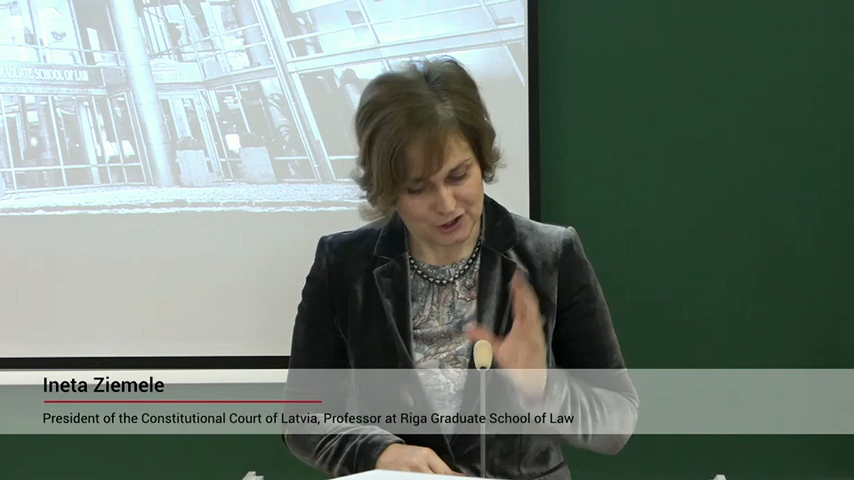 GRADUATE SCHOOL OF LAW
Ineta Ziemele
President of the Constitutional Court of Latvia, Professor at Riga Graduate School of Law